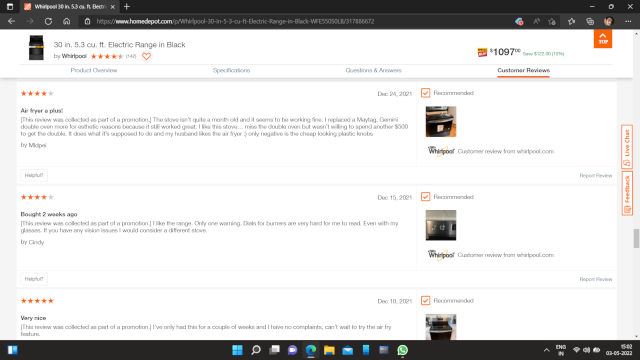 Whirlpool 30 in. 5.3 cu. ft. Electri
https://www.homedepot.com/p/Whirlpool-30-in-5-3-cu-ft-Electric-Range-in-Black-WFE550S0LB/317886672
30 in. 5.3 cu. ft. Electric Range in Black
by Whirlpool (142)
$1097.00 Save $122.00 (10%)
TOP
Product Overview Specifications Questions & Answers Customer Reviews
Dec 24, 2021 Recommended
Air fryer a plus!
[This review was collected as part of a promotion.] The stove isn't quite a month old and it seems to be working fine. I replaced a Maytag, Gemini
double oven more for esthetic reasons because it still worked great. I like this stove... miss the double oven but wasn't willing to spend another $500
to get the double. It does what it's supposed to do and my husband likes the air fryer :) only negative is the cheap looking plastic knobs
by Midpoi
Whirlpool Customer review from whirlpool.com
Helpful? Report Review
Live Chat
Feedback
Dec 15, 2021 Recommended
Bought 2 weeks ago
[This review was collected as part of a promotion.] I like the range. Only one warning. Dials for burners are very hard for me to read. Even with my
glasses. If you have any vision issues I would consider a different stove.
by Cindy
Whirlpool Customer review from whirlpool.com
Helpful? Report Review
Dec 10, 2021 Recommended
Very nice
[This review was collected as part of a promotion.] I've only had this for a couple of weeks and I have no complaints, can't wait to try the air fry
feature.
ENG
IN
15:02
03-05-2022